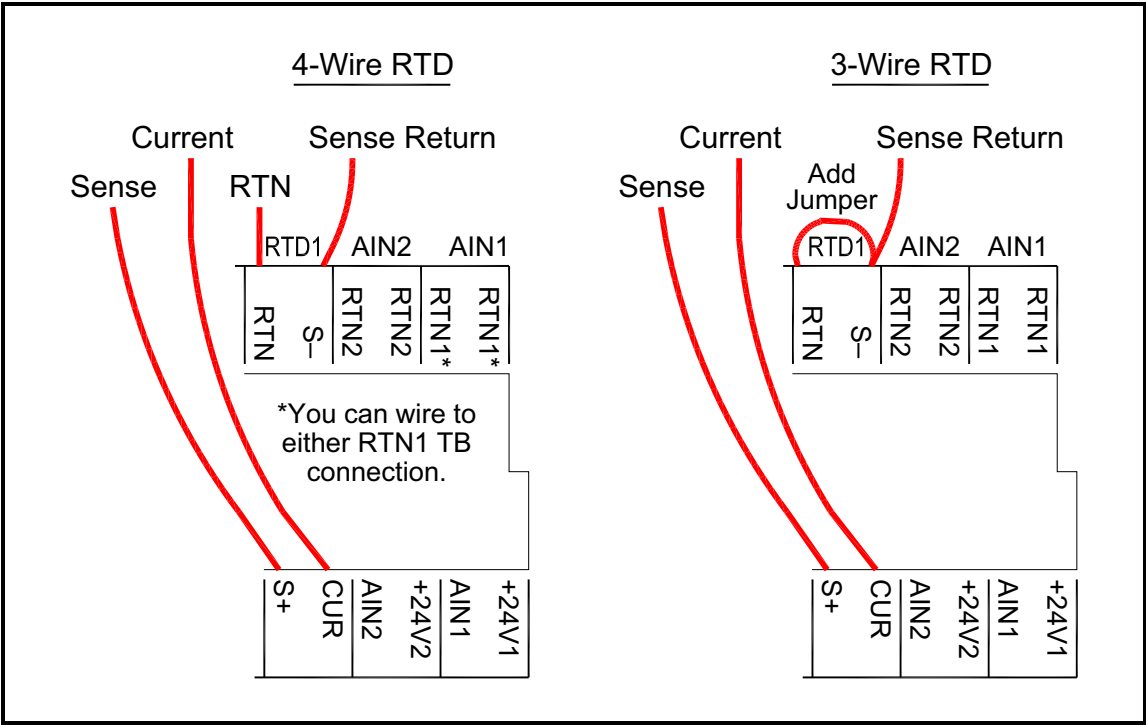 4-Wire RTD
Current
Sense Return
Sense
RTN
RTD1
AIN2
AIN1
RTN
S–
RTN2
RTN2
RTN1*
RTN1*
*You can wire to
either RTN1 TB
connection.
S+
CUR
AIN2
+24V2
AIN1
+24V1
3-Wire RTD
Current
Sense Return
Sense
Add
Jumper
RTD1
AIN2
AIN1
RTN
S–
RTN2
RTN2
RTN1
RTN1
S+
CUR
AIN2
+24V2
AIN1
+24V1